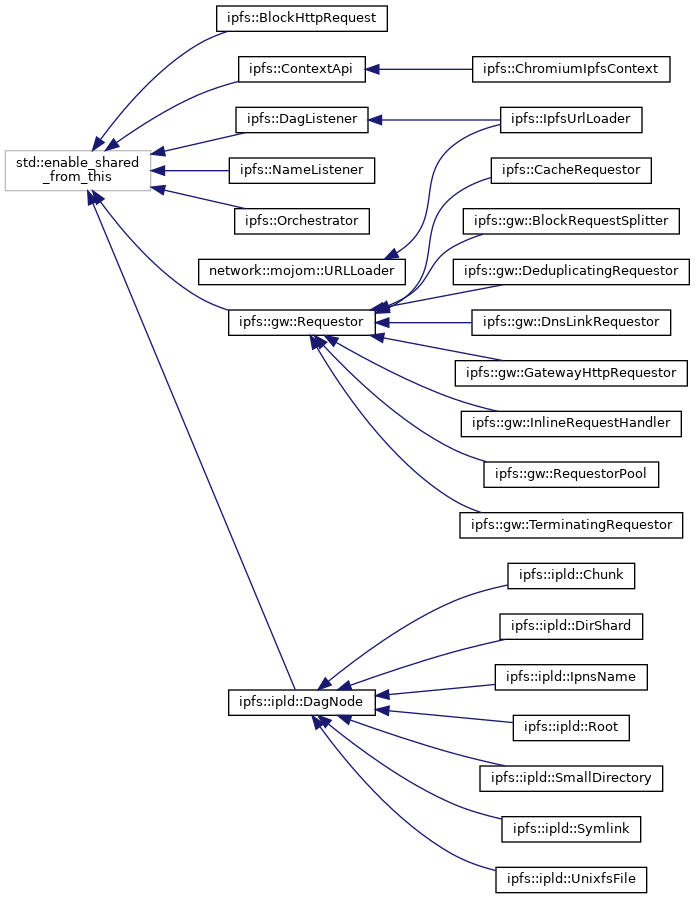 ipfs::BlockHttpRequest
ipfs::ContextApi
ipfs::ChromiumIpfsContext
ipfs::DagListener
ipfs::IpfsUrlLoader
std::enable_shared
_from_this
ipfs::NameListener
ipfs::CacheRequestor
ipfs::Orchestrator
ipfs::gw::BlockRequestSplitter
network::mojom::URLLoader
ipfs::gw::DeduplicatingRequestor
ipfs::gw::Requestor
ipfs::gw::DnsLinkRequestor
ipfs::gw::GatewayHttpRequestor
ipfs::gw::InlineRequestHandler
ipfs::gw::RequestorPool
ipfs::gw::TerminatingRequestor
ipfs::ipld::Chunk
ipfs::ipld::DirShard
ipfs::ipld::IpnsName
ipfs::ipld::DagNode
ipfs::ipld::Root
ipfs::ipld::SmallDirectory
ipfs::ipld::Symlink
ipfs::ipld::UnixfsFile